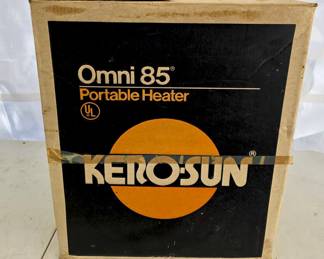 Omni 85®
Portable Heater
UL
KERO-SUN®